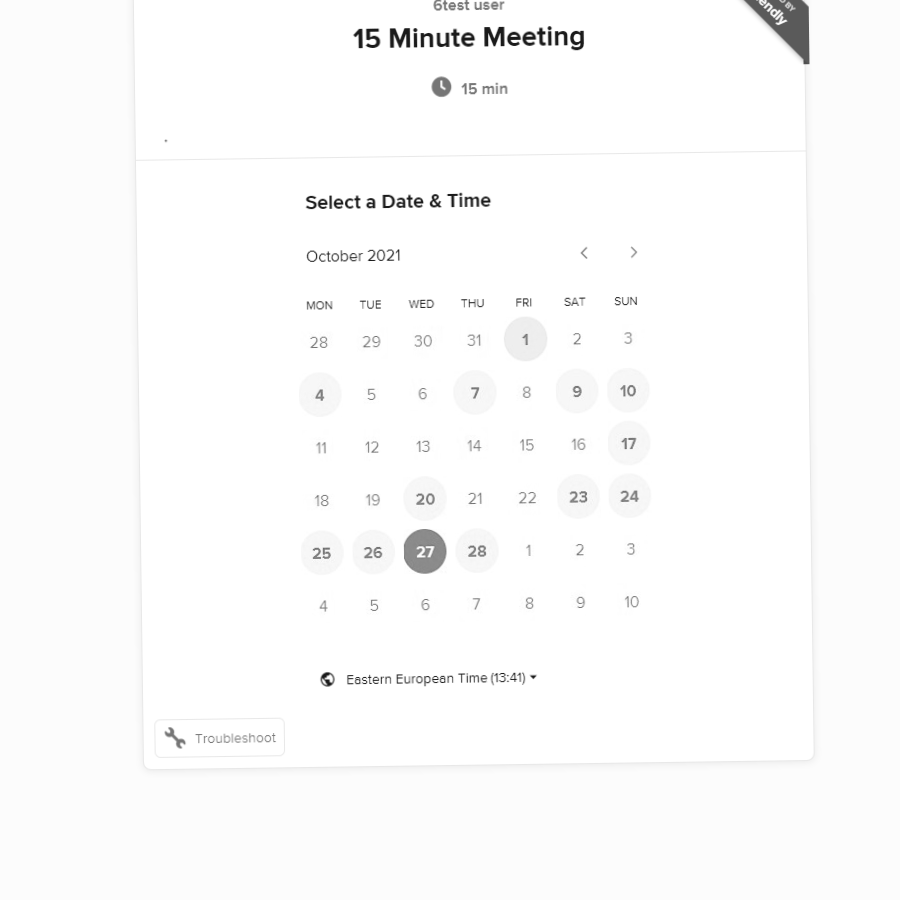 6test user
15 Minute Meeting
15 min
Select a Date & Time
October 2021
MON TUE WED THU FRI SAT SUN
28 29 30 31 1 2 3
4 5 6 7 8 9 10
11 12 13 14 15 16 17
18 19 20 21 22 23 24
25 26 27 28 1 2 3
4 5 6 7 8 9 10
Eastern European Time (13:41)
Troubleshoot